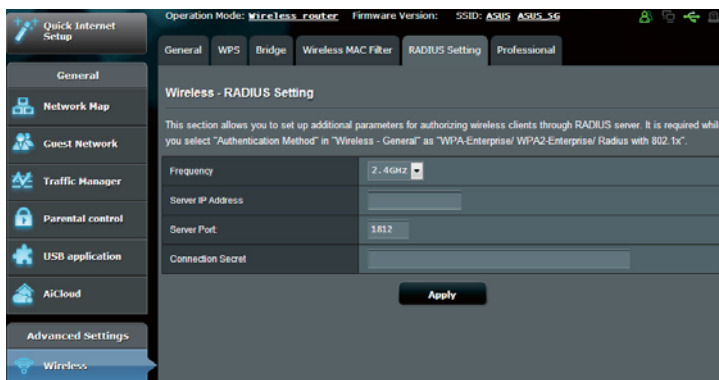 Quick Internet Setup
Operation Mode: Wireless router Firmware Version: SSID: ASUS ASUS_5G
General WPS Bridge Wireless MAC Filter RADIUS Setting Professional
General
Network Map
Guest Network
Traffic Manager
Parental control
USB application
AiCloud
Advanced Settings
Wireless
Wireless - RADIUS Setting
This section allows you to set up additional parameters for authorizing wireless clients through RADIUS server. It is required whil
you select "Authentication Method" in "Wireless - General" as "WPA-Enterprise/ WPA2-Enterprise/ Radius with 802.1x".
Frequency 2.4GHz
Server IP Address
Server Port 1812
Connection Secret
Apply